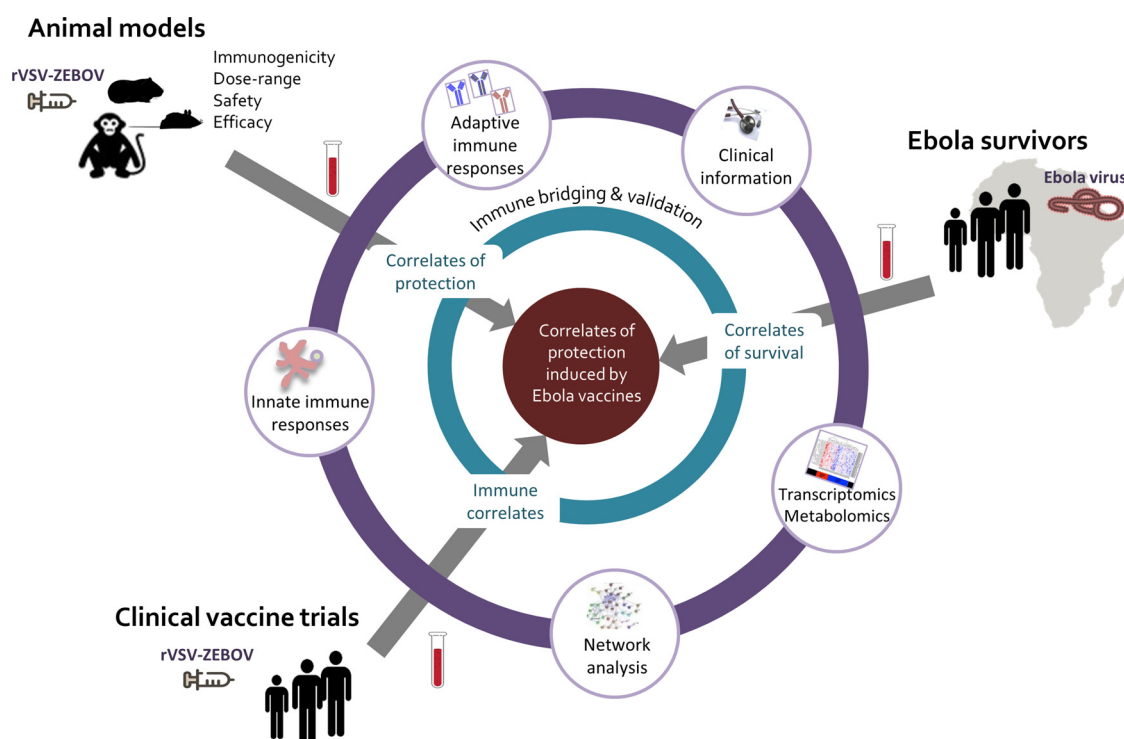 Animal models
rVSV-ZEBOV
Immunogenicity
Dose-range
Safety
Efficacy
Adaptive
immune
responses
Clinical
information
Ebola survivors
Ebola virus
Immune bridging & validation
Correlates of
protection
Correlates of
protection
induced by
Ebola vaccines
Correlates
of survival
Innate immune
responses
Immune
correlates
Transcriptomics
Metabolomics
Network
analysis
Clinical vaccine trials
rVSV-ZEBOV